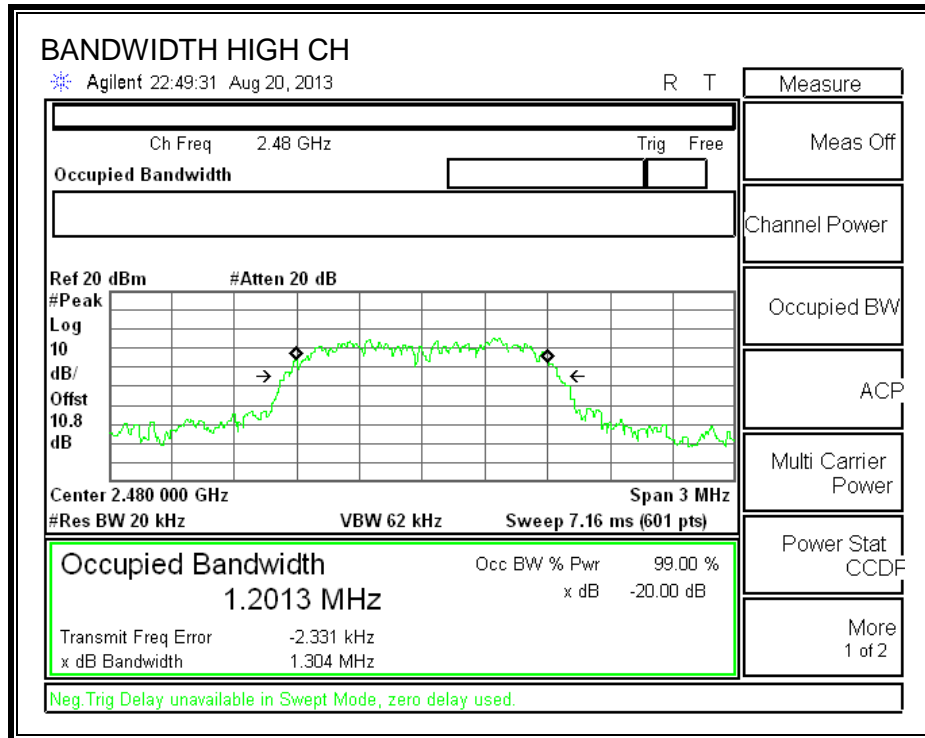 BANDWIDTH HIGH CH
Agilent 22:49:31 Aug 20, 2013 R T
Measure
Ch Freq 2.48 GHz Trig Free
Occupied Bandwidth
Meas Off
Channel Power
Occupied BW
ACP
Multi Carrier
Power
Power Stat
CCDF
More
1 of 2
Ref 20 dBm #Atten 20 dB
#Peak
Log
10
dB/
Offst
10.8
dB
Center 2.480 000 GHz Span 3 MHz
#Res BW 20 kHz VBW 62 kHz Sweep 7.16 ms (601 pts)
Occupied Bandwidth Occ BW % Pwr 99.00 %
1.2013 MHz x dB -20.00 dB
Transmit Freq Error -2.331 kHz
x dB Bandwidth 1.304 MHz
Neg.Trig Delay unavailable in Swept Mode, zero delay used.